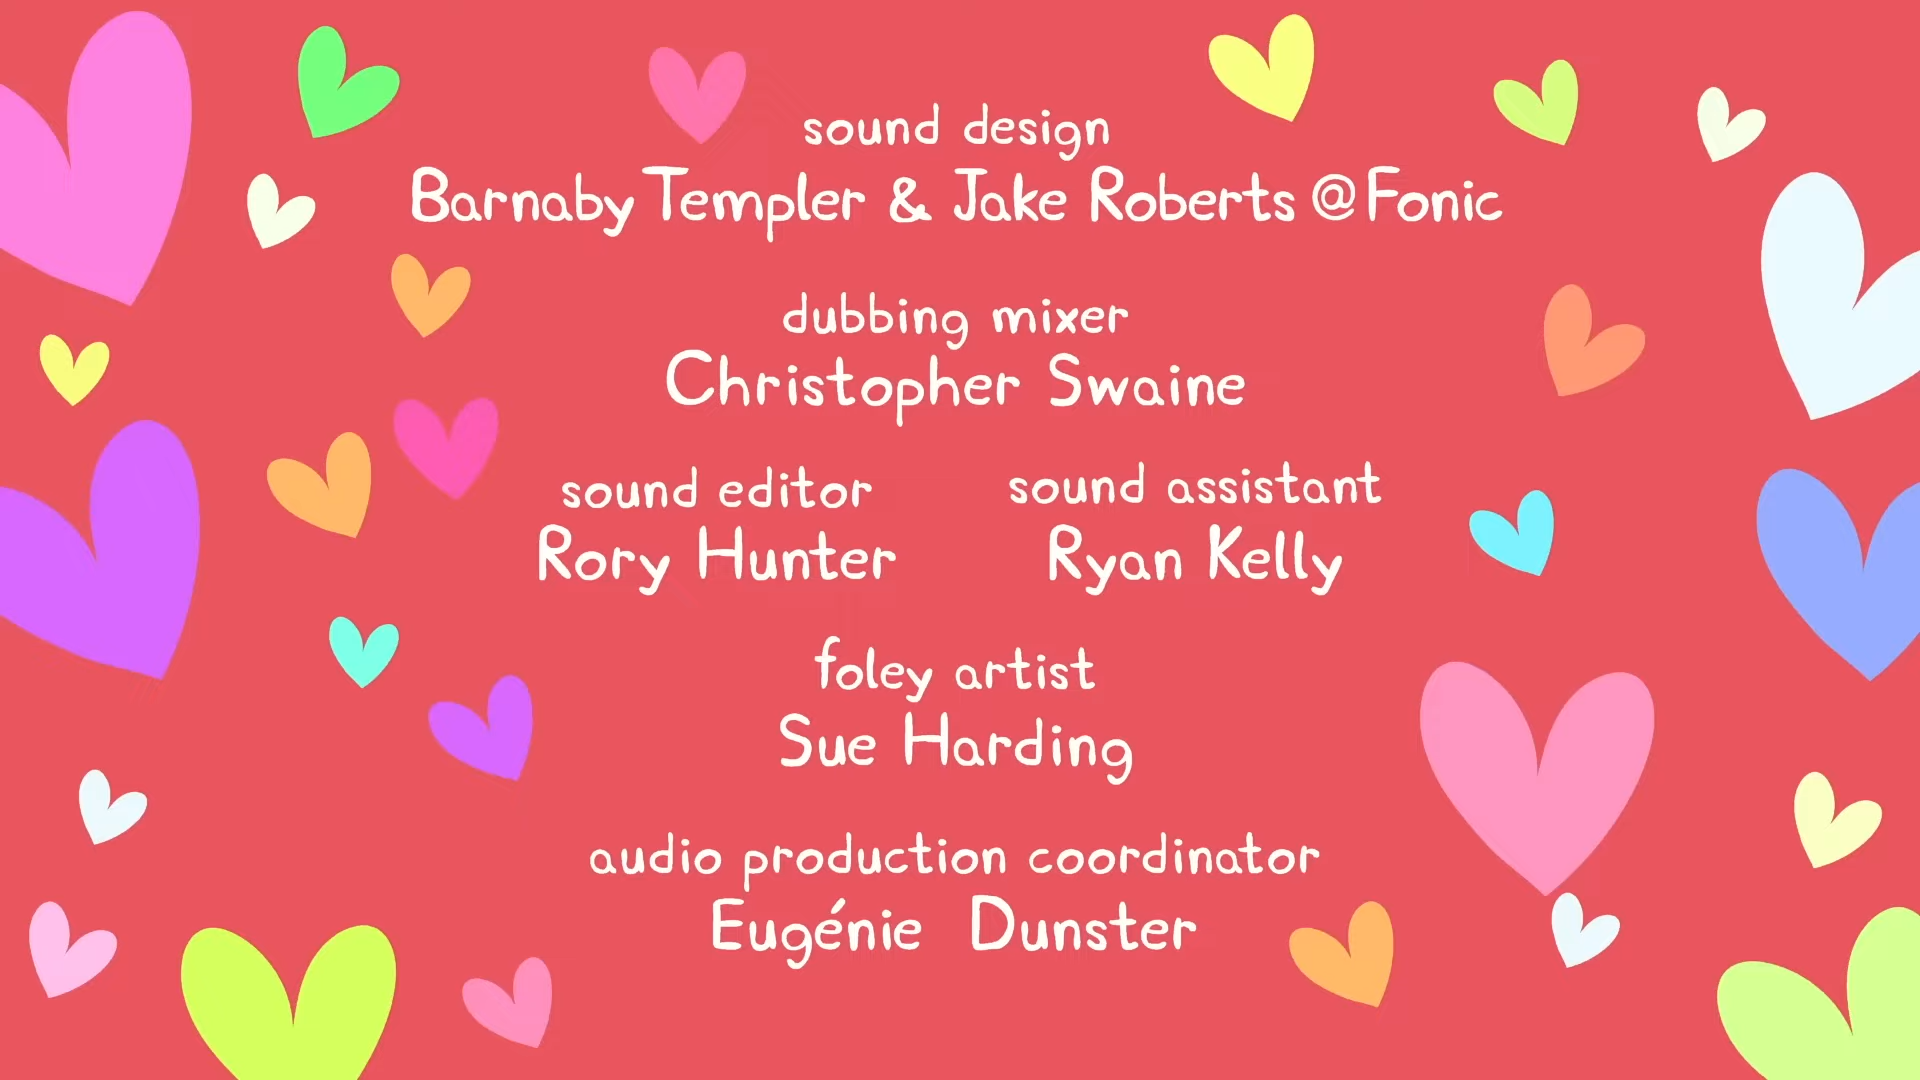 sound design
Barnaby Templer & Jake Roberts @ Fonic
dubbing mixer
Christopher Swaine
sound editor
Rory Hunter
sound assistant
Ryan Kelly
foley artist
Sue Harding
audio production coordinator
Eugénie Dunster